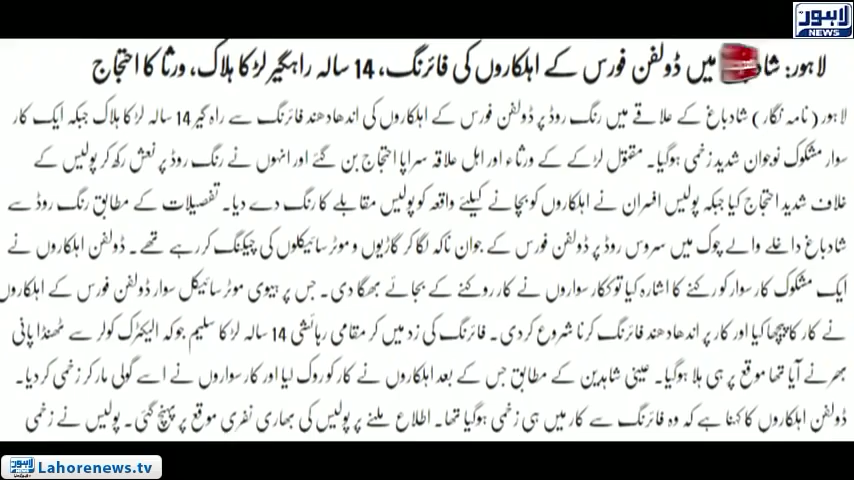 لاہور
NEWS
لاہور: شادباغ میں ڈولفن فورس کے اہلکاروں کی فائرنگ، 14 سالہ راہگیر لڑکا ہلاک، ورثا کا احتجاج
لاہور (نامہ نگار) شادباغ کے علاقے میں رنگ روڈ پر ڈولفن فورس کے اہلکاروں کی اندھادھند فائرنگ سے راہ گیر 14 سالہ لڑکا ہلاک جبکہ ایک کار
سوار مشکوک نوجوان شدید زخمی ہوگیا۔ مقتول لڑکے کے ورثاء اور اہل علاقہ سراپا احتجاج بن گئے اور انہوں نے رنگ روڈ پر نعش رکھ کر پولیس کے
خلاف شدید احتجاج کیا جبکہ پولیس افسران نے اہلکاروں کو بچانے کیلئے واقعہ کو پولیس مقابلے کا رنگ دے دیا۔ تفصیلات کے مطابق رنگ روڈ سے
شادباغ داخلے والے چوک میں سروس روڈ پر ڈولفن فورس کے جوان ناکہ لگا کر گاڑیوں و موٹر سائیکلوں کی چیکنگ کررہے تھے۔ ڈولفن اہلکاروں نے
ایک مشکوک کار سوار کو رکنے کا اشارہ کیا تو کار سواروں نے کار روکنے کے بجائے بھگا دی۔ جس پر ہیوی موٹر سائیکل سوار ڈولفن فورس کے اہلکاروں
نے کار کا پیچھا کیا اور کار پر اندھادھند فائرنگ کرنا شروع کردی۔ فائرنگ کی زد میں کر مقامی رہائشی 14 سالہ لڑکا سلیم جو کہ الیکٹرک کولر سے ٹھنڈا پانی
بھرنے آیا تھا موقع پر ہی ہلا ہوگیا۔ عینی شاہدین کے مطابق جس کے بعد اہلکاروں نے کار کو روک لیا اور کار سواروں نے اسے گولی مار کر زخمی کردیا۔
ڈولفن اہلکاروں کا کہنا ہے کہ وہ فائرنگ سے کار میں ہی زخمی ہوگیا تھا۔ اطلاع ملنے پر پولیس کی بھاری نفری موقع پر پہنچ گئی۔ پولیس نے زخمی
Lahorenews.tv